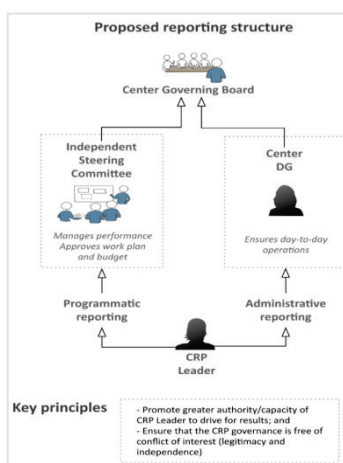 Proposed reporting structure
Center Governing Board
Independent
Steering
Committee
Manages performance
Approves work plan
and budget
Center
DG
Ensures day-to-day
operations
Programmatic
reporting
Administrative
reporting
CRP
Leader
Key principles
- Promote greater authority/capacity of
CRP Leader to drive for results; and
- Ensure that the CRP governance is free of
conflict of interest (legitimacy and
independence)